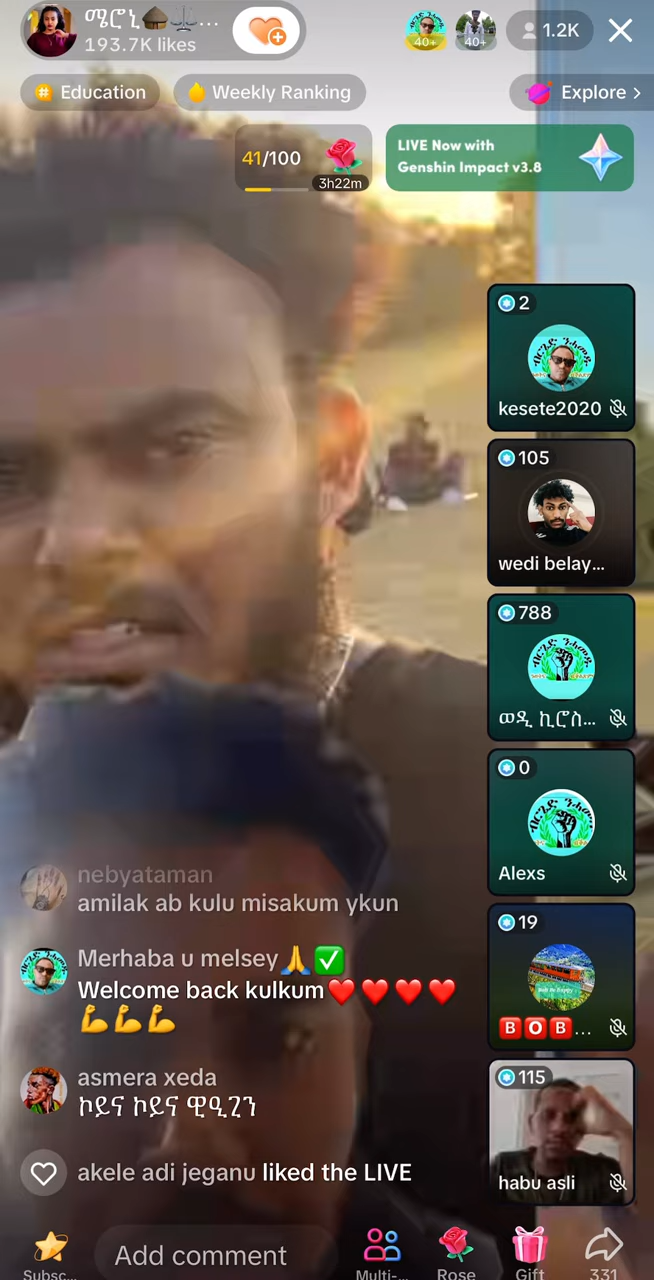 ሜሮኒ🛖⚖️...
193.7K likes
40+
40+
1.2K
Education
Weekly Ranking
Explore >
41/100
3h22m
LIVE Now with
Genshin Impact v3.8
2
kesete2020
105
wedi belay...
788
ወዲ ኪሮስ...
0
Alexs
19
🅱🅾🅱...
115
habu asli
nebyataman
amilak ab kulu misakum ykun
Merhaba u melsey🙏✅
Welcome back kulkum❤️❤️❤️❤️
💪💪💪
asmera xeda
ኮይና ኮይና ዊዒገን
akele adi jeganu liked the LIVE
Subsc...
Add comment
Multi-...
Rose
Gift
331